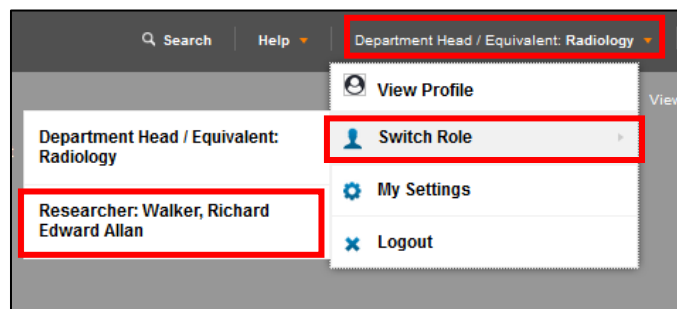 Search
Help
Department Head / Equivalent: Radiology
View Profile
View
Switch Role
Department Head / Equivalent:
Radiology
My Settings
Researcher: Walker, Richard
Edward Allan
Logout